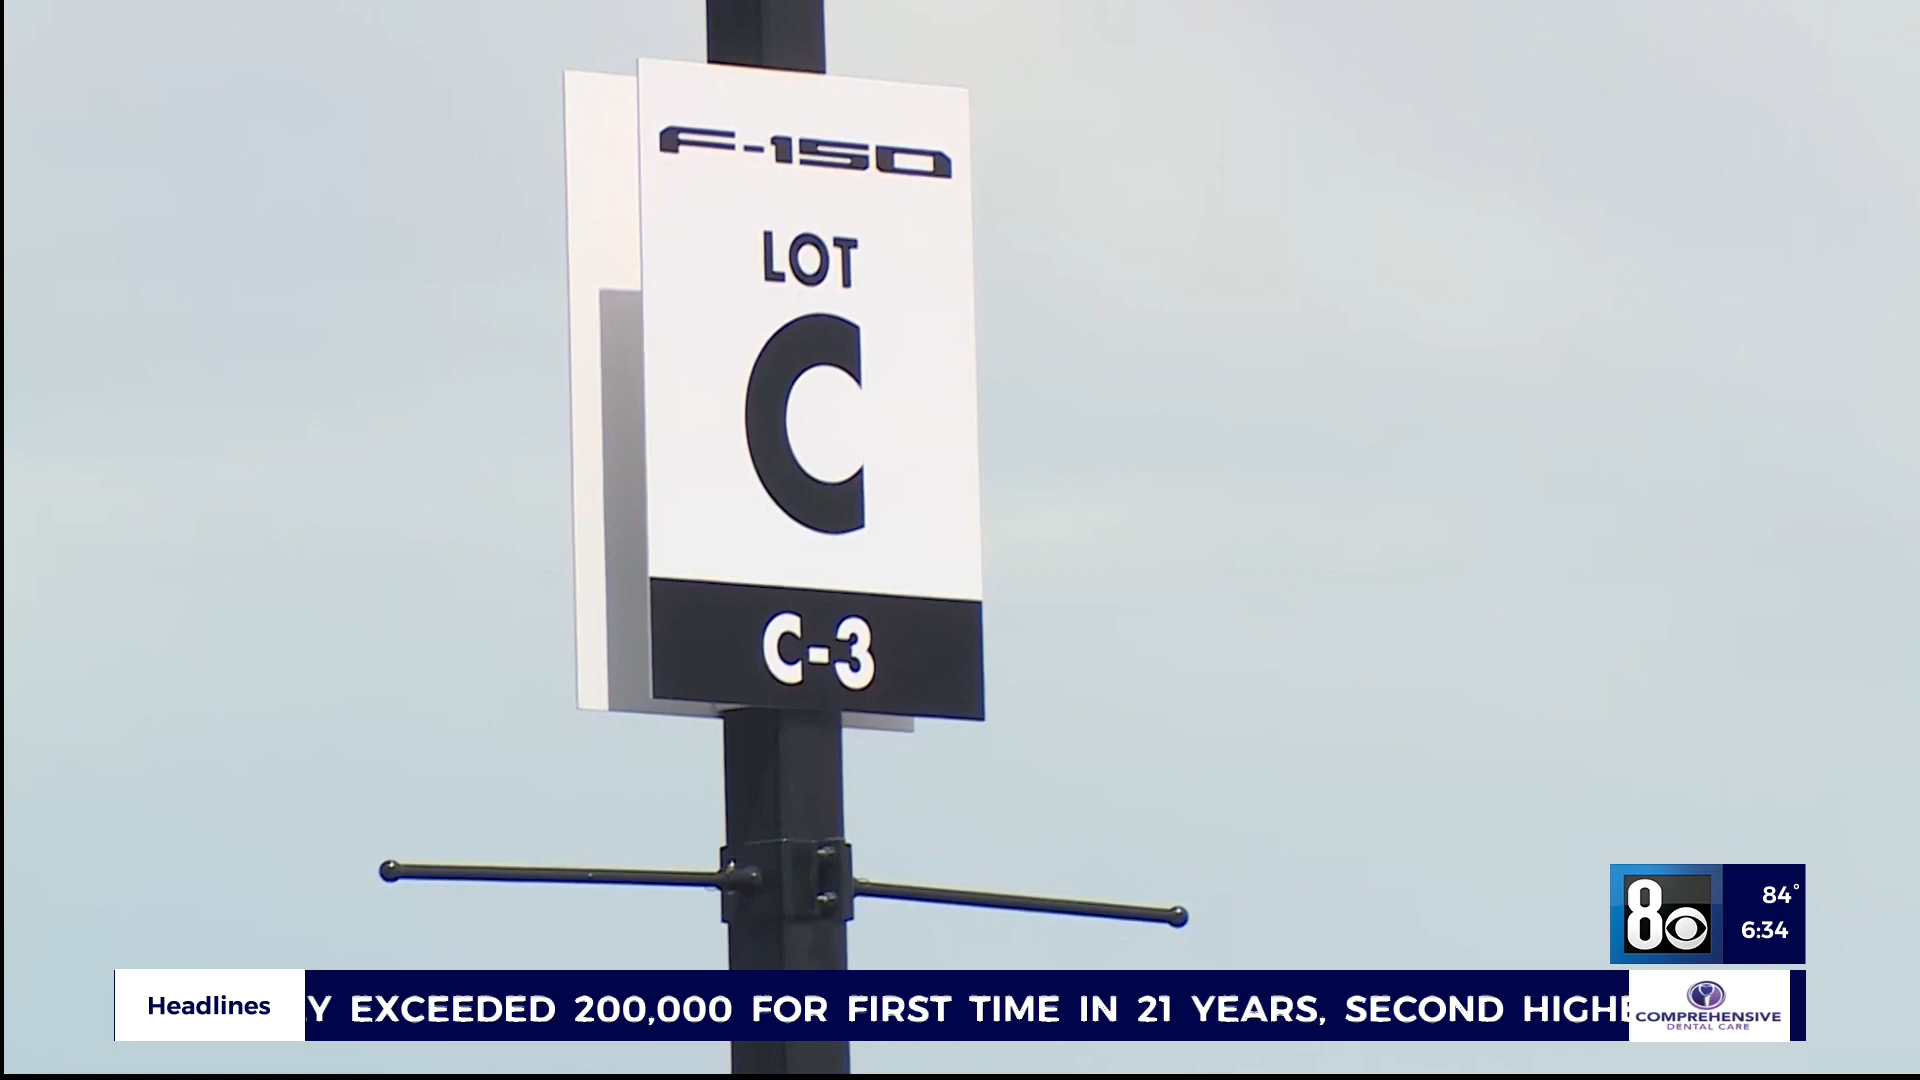 F-150
LOT
C
C-3
8
84°
6:34
Headlines
EXCEEDED 200,000 FOR FIRST TIME IN 21 YEARS, SECOND
COMPREHENSIVE
DENTAL CARE